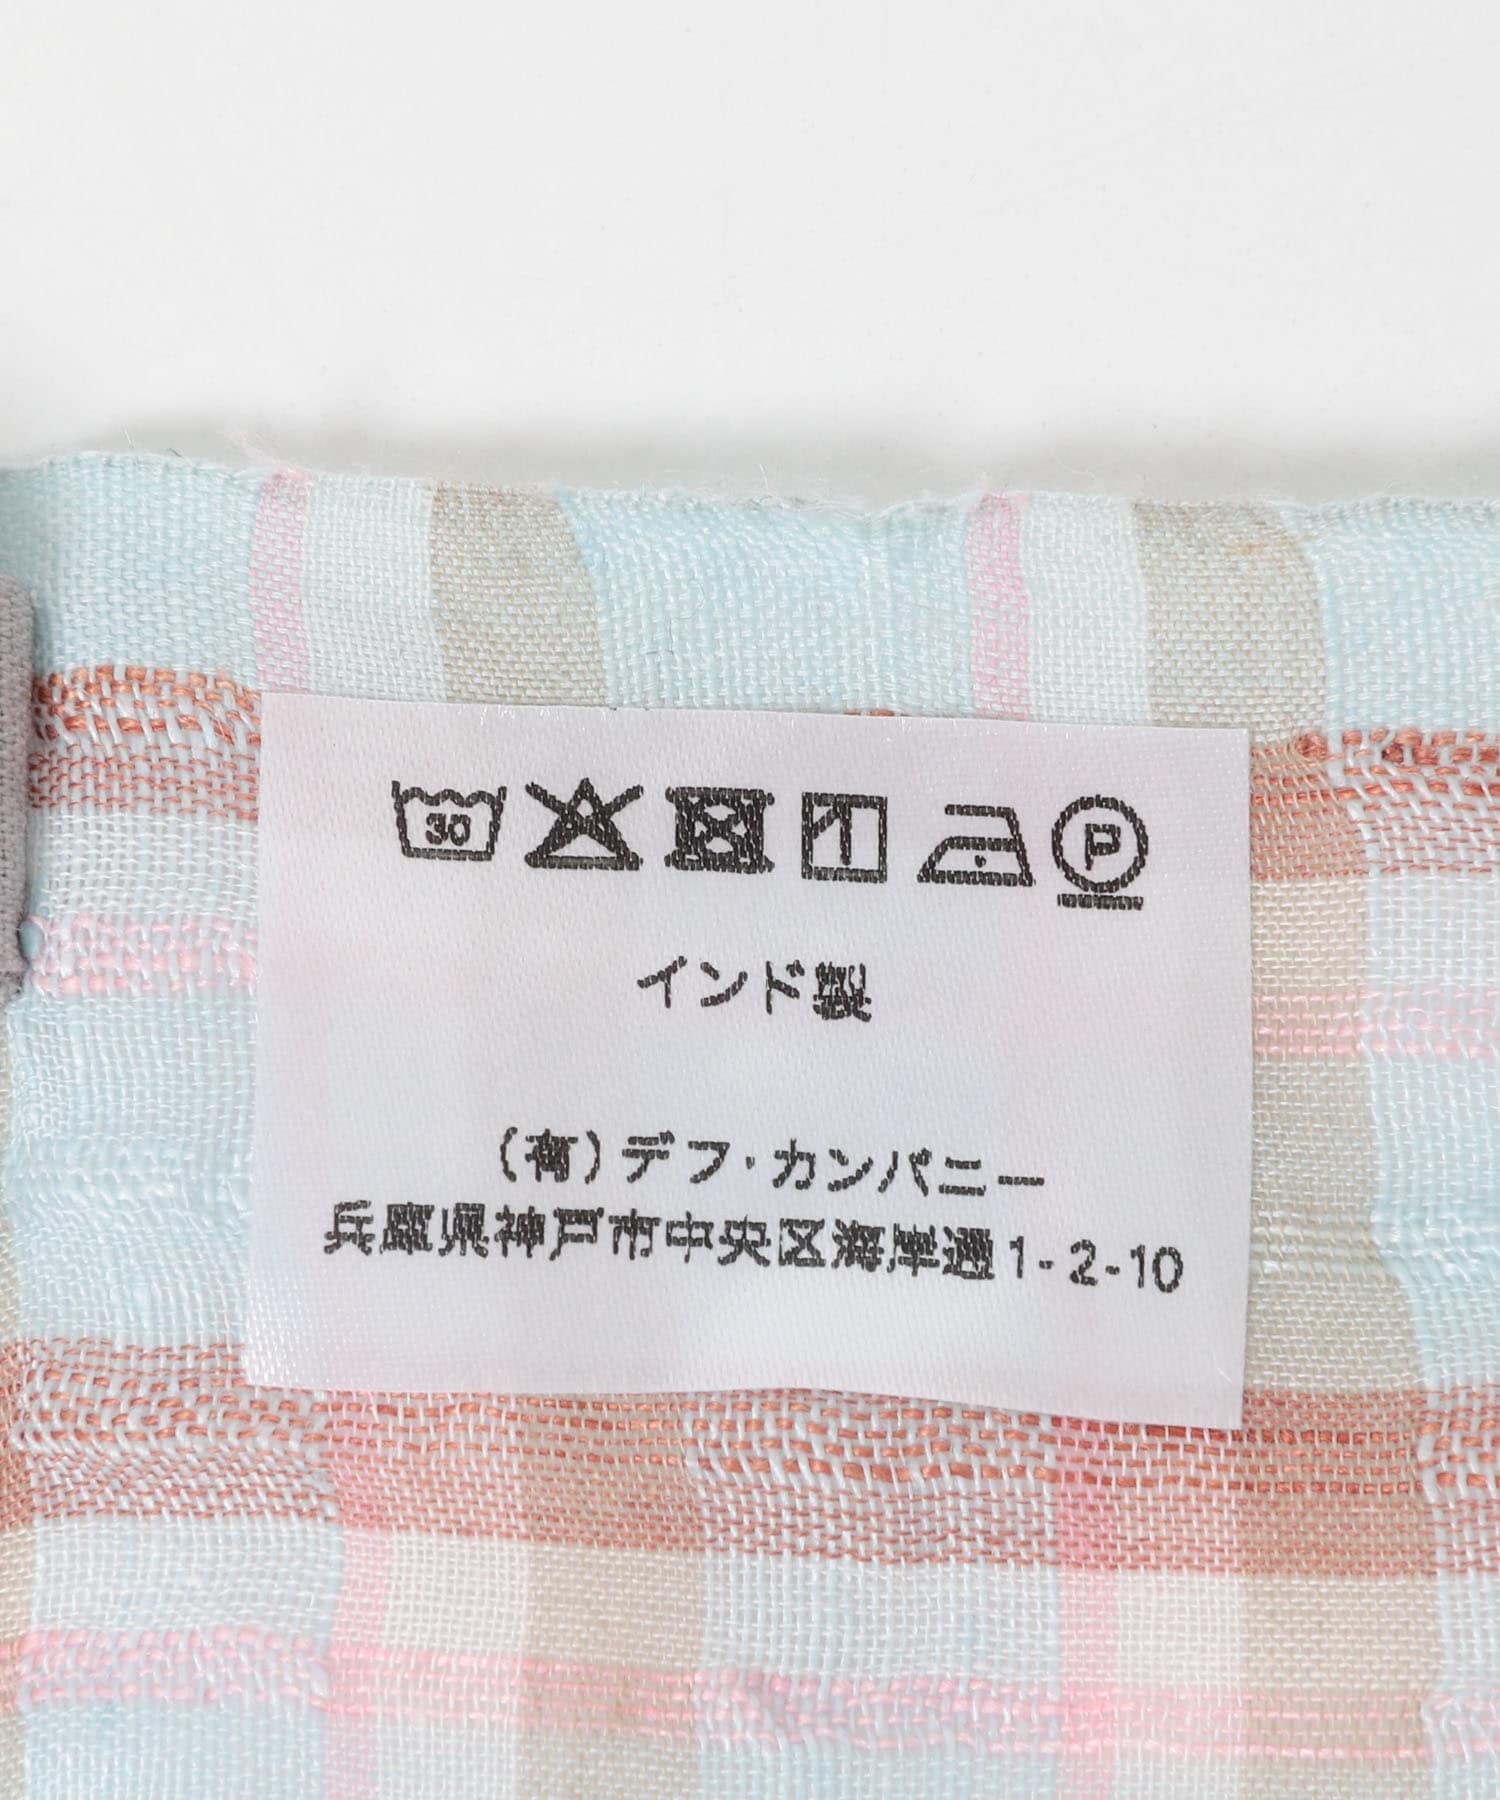 30 P
インド製
(有)デフ・カンパニー
兵庫県神戸市中央区海岸通1-2-10